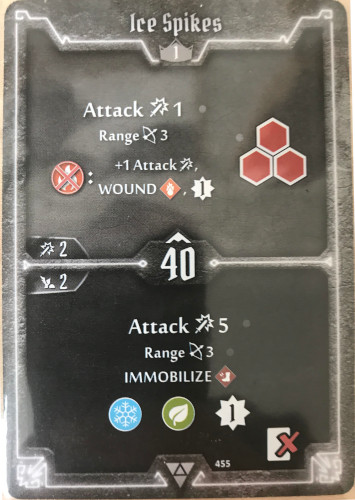 Ice Spikes
1
Attack 1
Range 3
+1 Attack ,
: WOUND , 1
2
40
2
Attack 5
Range 3
IMMOBILIZE
1
455